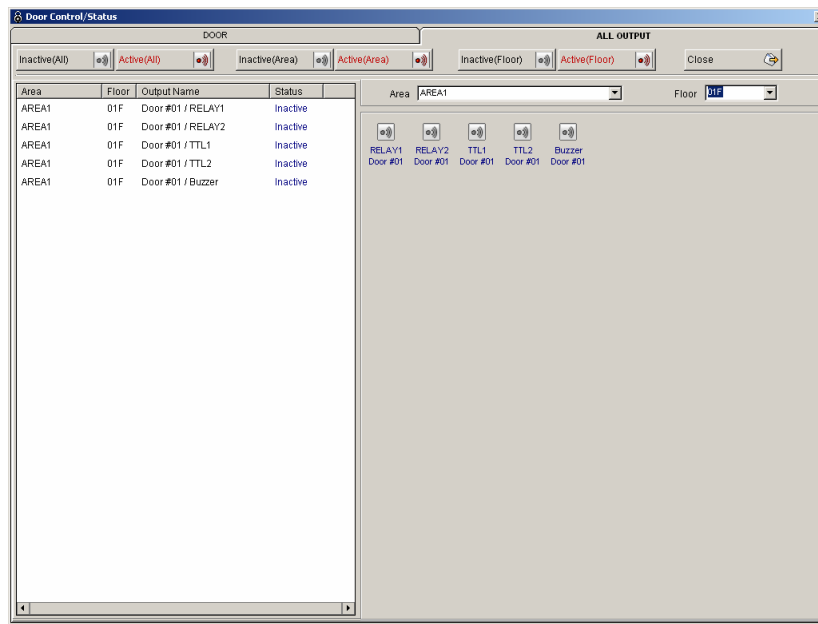 Door Control/Status
DOOR ALL OUTPUT
Inactive(All) Active(All) Inactive(Area) Active(Area) Inactive(Floor) Active(Floor) Close
Area Floor Output Name Status
AREA1 01F Door #01 / RELAY1 Inactive
AREA1 01F Door #01 / RELAY2 Inactive
AREA1 01F Door #01 / TTL1 Inactive
AREA1 01F Door #01 / TTL2 Inactive
AREA1 01F Door #01 / Buzzer Inactive
Area AREA1 Floor 01F
RELAY1 RELAY2 TTL1 TTL2 Buzzer
Door #01 Door #01 Door #01 Door #01 Door #01